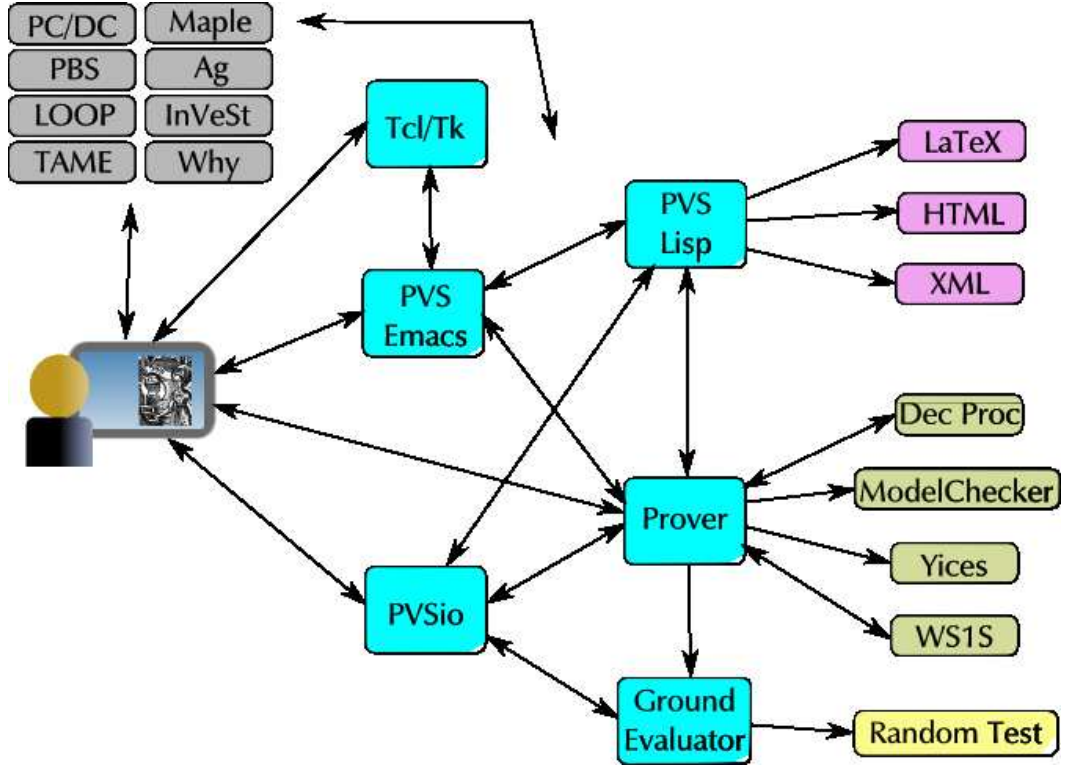 PC/DC
Maple
PBS
Ag
LOOP
InVeSt
TAME
Why
Tcl/Tk
PVS
Lisp
LaTeX
HTML
XML
PVS
Emacs
Dec Proc
ModelChecker
Prover
Yices
PVSio
WS1S
Ground
Evaluator
Random Test